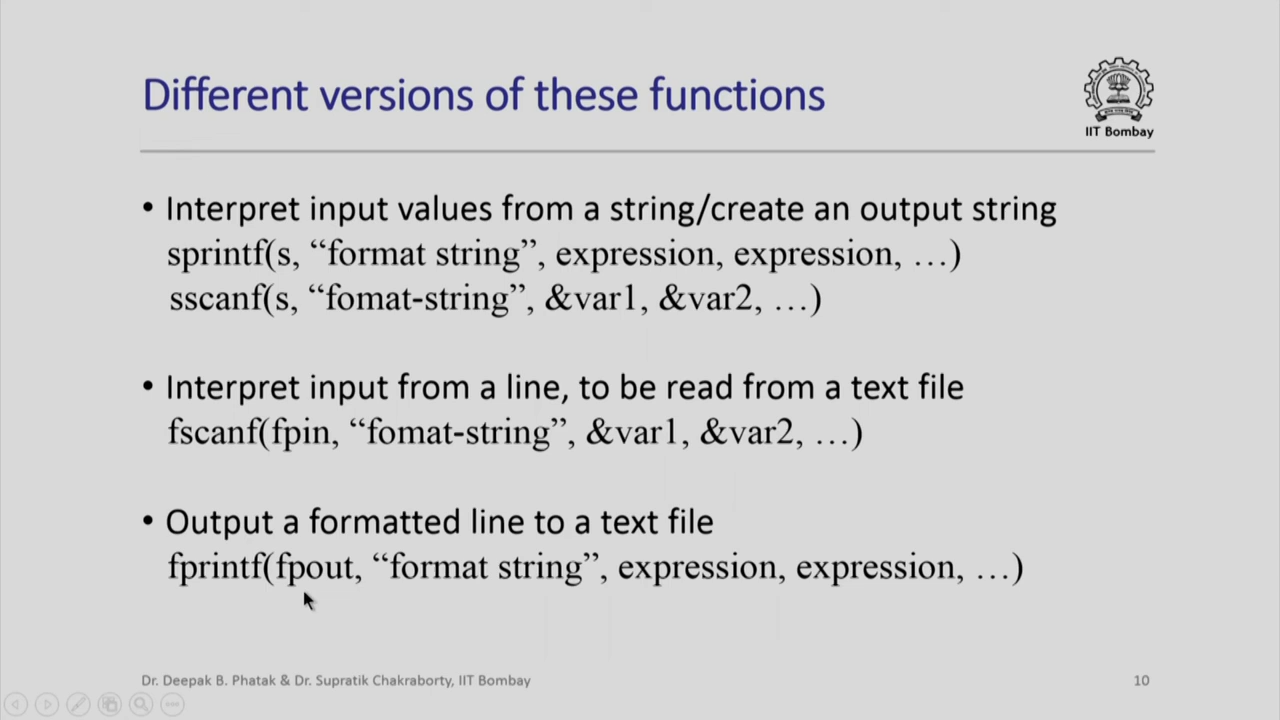 Different versions of these functions
IIT Bombay
• Interpret input values from a string/create an output string
sprintf(s, “format string”, expression, expression, …)
sscanf(s, “fomat-string”, &var1, &var2, …)
• Interpret input from a line, to be read from a text file
fscanf(fpin, “fomat-string”, &var1, &var2, …)
• Output a formatted line to a text file
fprintf(fpout, “format string”, expression, expression, …)
Dr. Deepak B. Phatak & Dr. Supratik Chakraborty, IIT Bombay
10